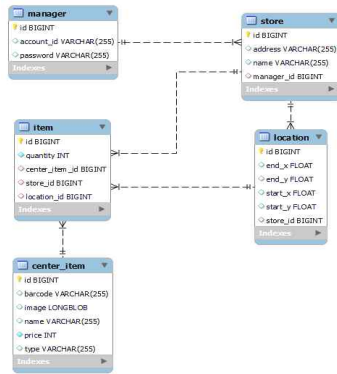 manager
id BIGINT
account_id VARCHAR(255)
password VARCHAR(255)
Indexes
store
id BIGINT
address VARCHAR(255)
name VARCHAR(255)
manager_id BIGINT
Indexes
item
id BIGINT
quantity INT
center_item_id BIGINT
store_id BIGINT
location_id BIGINT
Indexes
location
id BIGINT
end_x FLOAT
end_y FLOAT
start_x FLOAT
start_y FLOAT
store_id BIGINT
Indexes
center_item
id BIGINT
barcode VARCHAR(255)
image LONGBLOB
name VARCHAR(255)
price INT
type VARCHAR(255)
Indexes